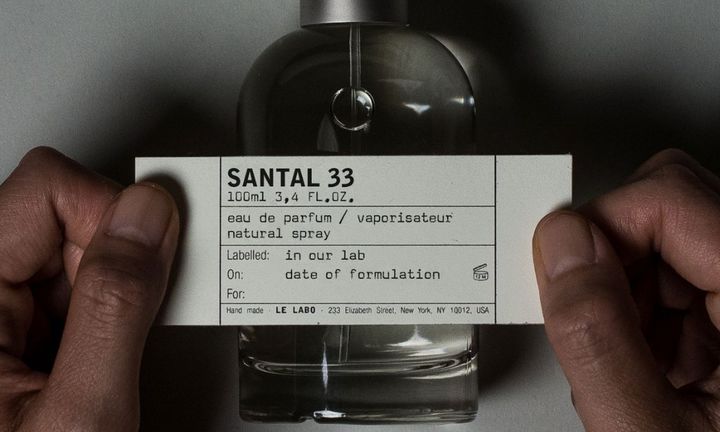 SANTAL 33
100ml 3,4 FL.OZ.
eau de parfum / vaporisateur
natural spray
Labelled: in our lab
On: date of formulation
For:
Hand made · LE LABO · 233 Elizabeth Street, New York, NY 10012, USA